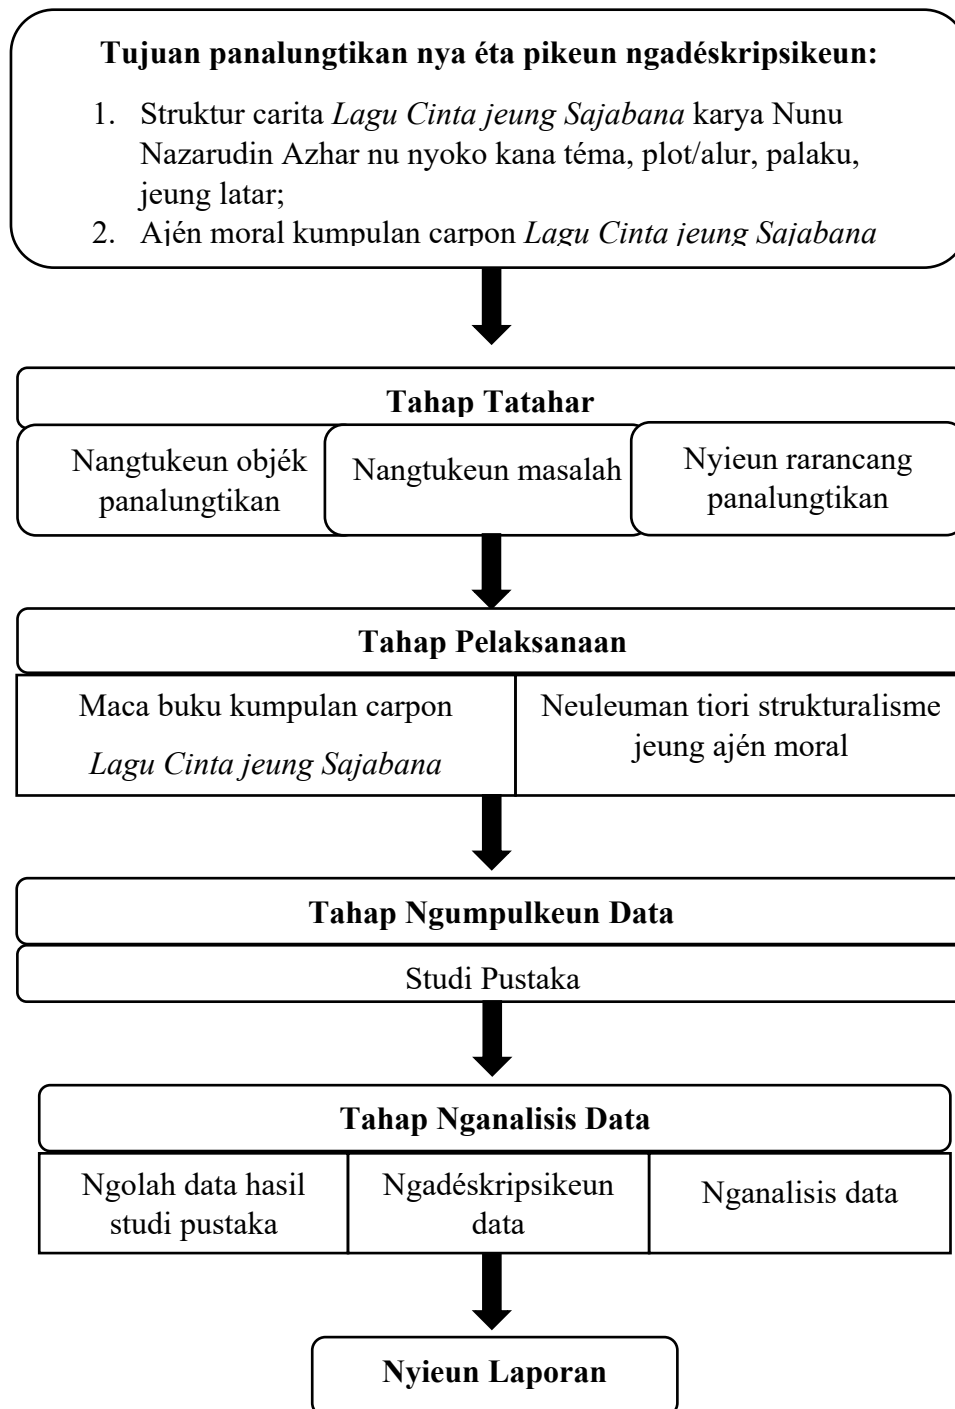 Tujuan panalungtikan nya éta pikeun ngadéskripsikeun:
1. Struktur carita Lagu Cinta jeung Sajabana karya Nunu
Nazarudin Azhar nu nyoko kana téma, plot/alur, palaku,
jeung latar;
2. Ajén moral kumpulan carpon Lagu Cinta jeung Sajabana
Tahap Tatahar
Nangtukeun objék
panalungtikan
Nangtukeun masalah
Nyieun rarancang
panalungtikan
Tahap Pelaksanaan
Maca buku kumpulan carpon
Lagu Cinta jeung Sajabana
Neuleuman tiori strukturalisme
jeung ajén moral
Tahap Ngumpulkeun Data
Studi Pustaka
Tahap Nganalisis Data
Ngolah data hasil
studi pustaka
Ngadéskripsikeun
data
Nganalisis data
Nyieun Laporan